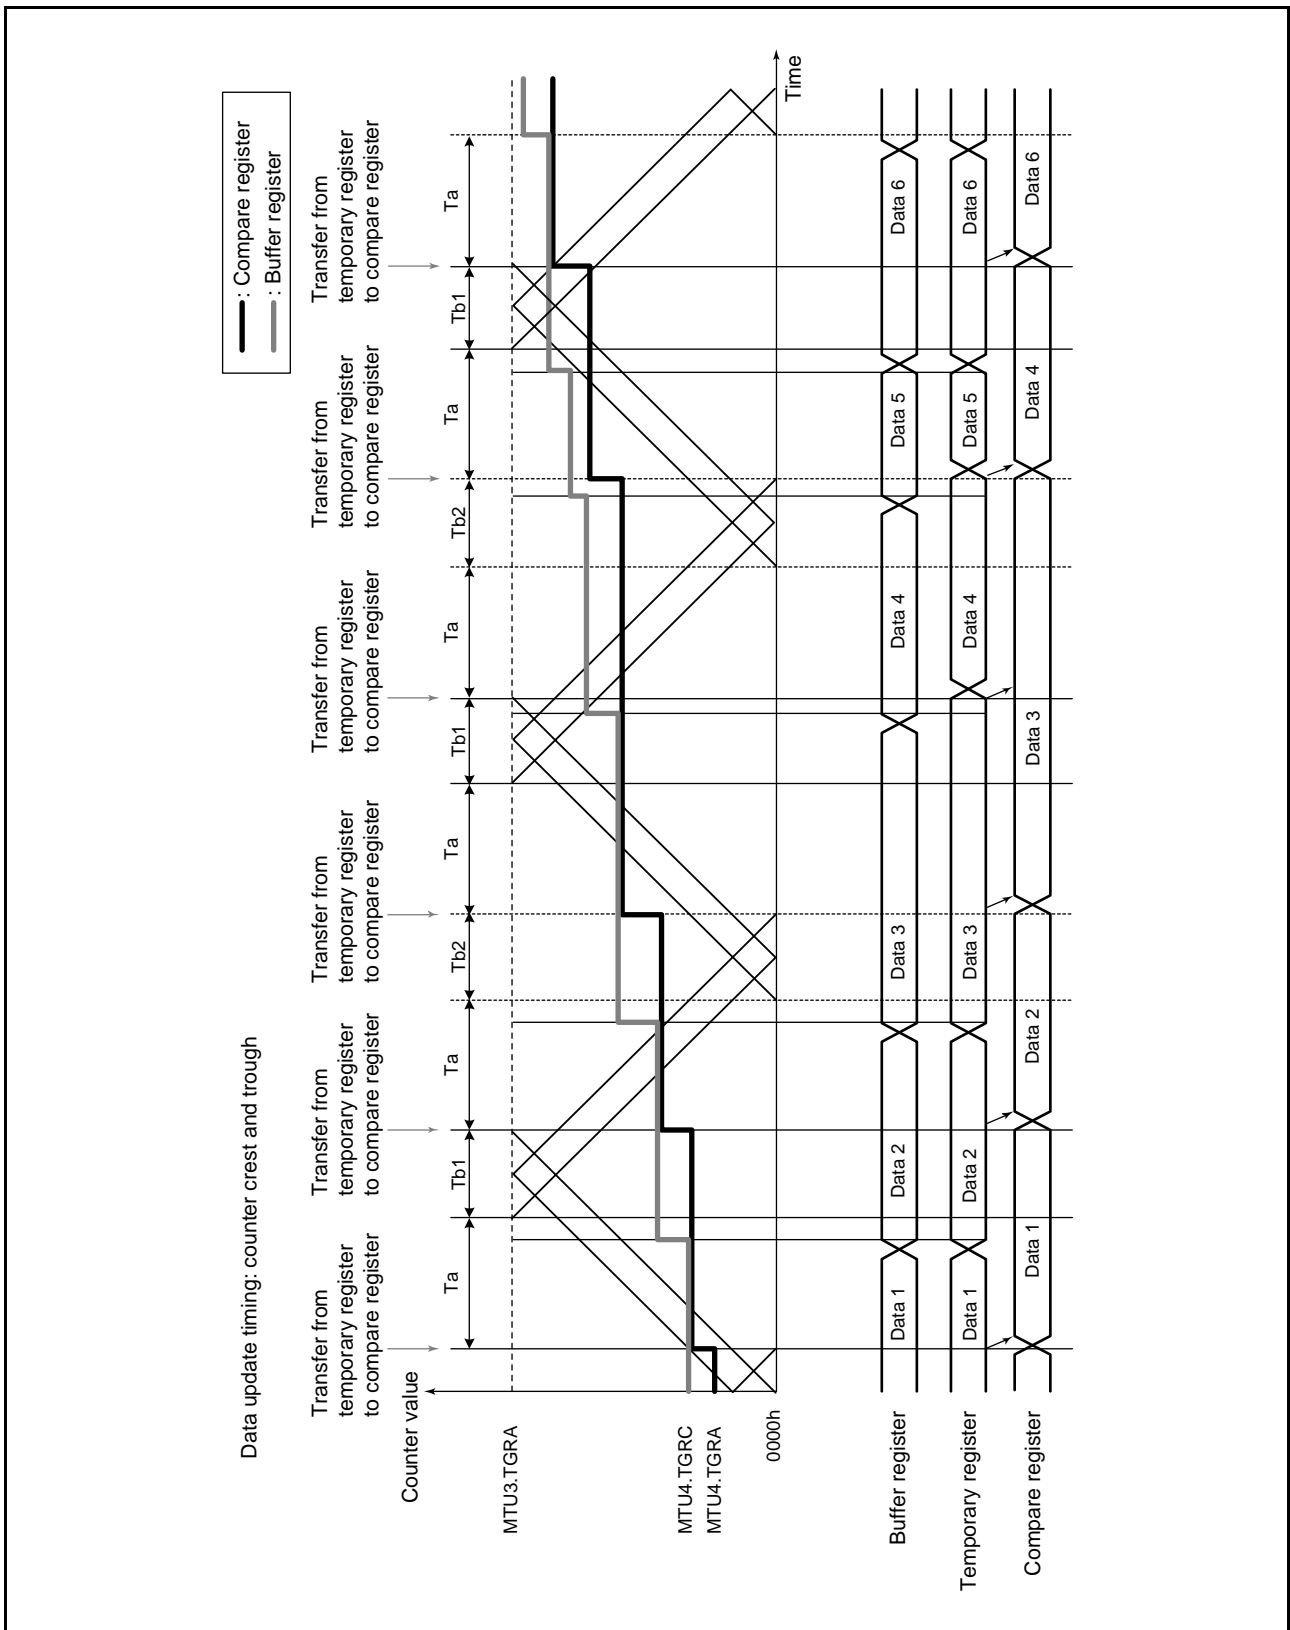 Data update timing: counter crest and trough
: Compare register
: Buffer register
Transfer from
temporary register
to compare register
Transfer from
temporary register
to compare register
Transfer from
temporary register
to compare register
Transfer from
temporary register
to compare register
Transfer from
temporary register
to compare register
Transfer from
temporary register
to compare register
Counter value
Ta
Tb1
Ta
Tb2
Ta
Tb1
Ta
Tb2
Ta
Tb1
Ta
MTU3.TGRA
MTU4.TGRC
MTU4.TGRA
0000h
Time
Buffer register
Data 1
Data 2
Data 3
Data 4
Data 5
Data 6
Temporary register
Data 1
Data 2
Data 3
Data 4
Data 5
Data 6
Compare register
Data 1
Data 2
Data 3
Data 4
Data 6